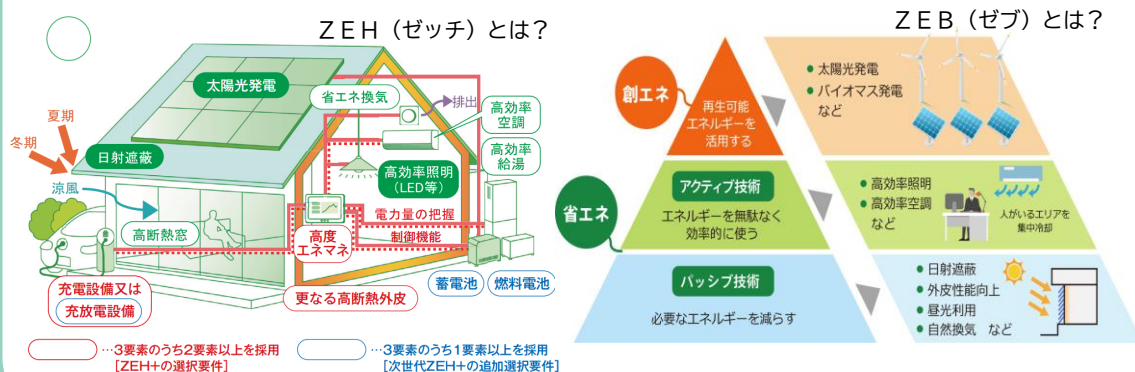 ZEH（ゼッチ）とは？
太陽光発電
省エネ換気
排出
高効率
空調
夏期
冬期
日射遮蔽
高効率
給湯
高効率照明
（LED等）
涼風
電力量の把握
高断熱窓
高度
エネマネ
制御機能
充電設備又は
充放電設備
更なる高断熱外皮
蓄電池
燃料電池
…3要素のうち2要素以上を採用
[ZEH+の選択要件]
…3要素のうち1要素以上を採用
[次世代ZEH+の追加選択要件]
ZEB（ゼブ）とは？
創エネ
再生可能
エネルギーを
活用する
● 太陽光発電
● バイオマス発電
など
省エネ
アクティブ技術
エネルギーを無駄なく
効率的に使う
● 高効率照明
● 高効率空調
など
人がいるエリアを
集中冷却
パッシブ技術
必要なエネルギーを減らす
● 日射遮蔽
● 外皮性能向上
● 昼光利用
● 自然換気 など